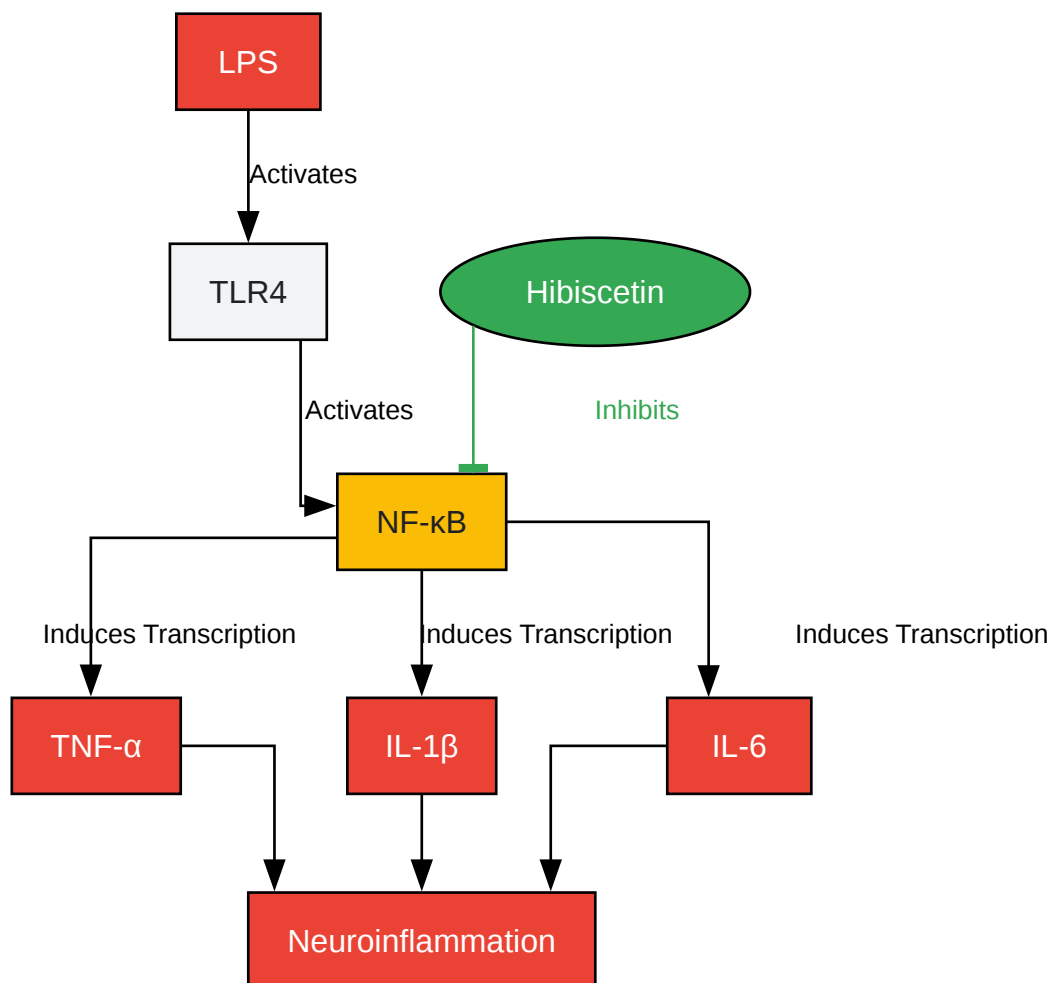 LPS
Activates
TLR4
Hibiscetin
Activates
Inhibits
NF-κB
Induces Transcription
Induces Transcription
Induces Transcription
TNF-α
IL-1β
IL-6
Neuroinflammation